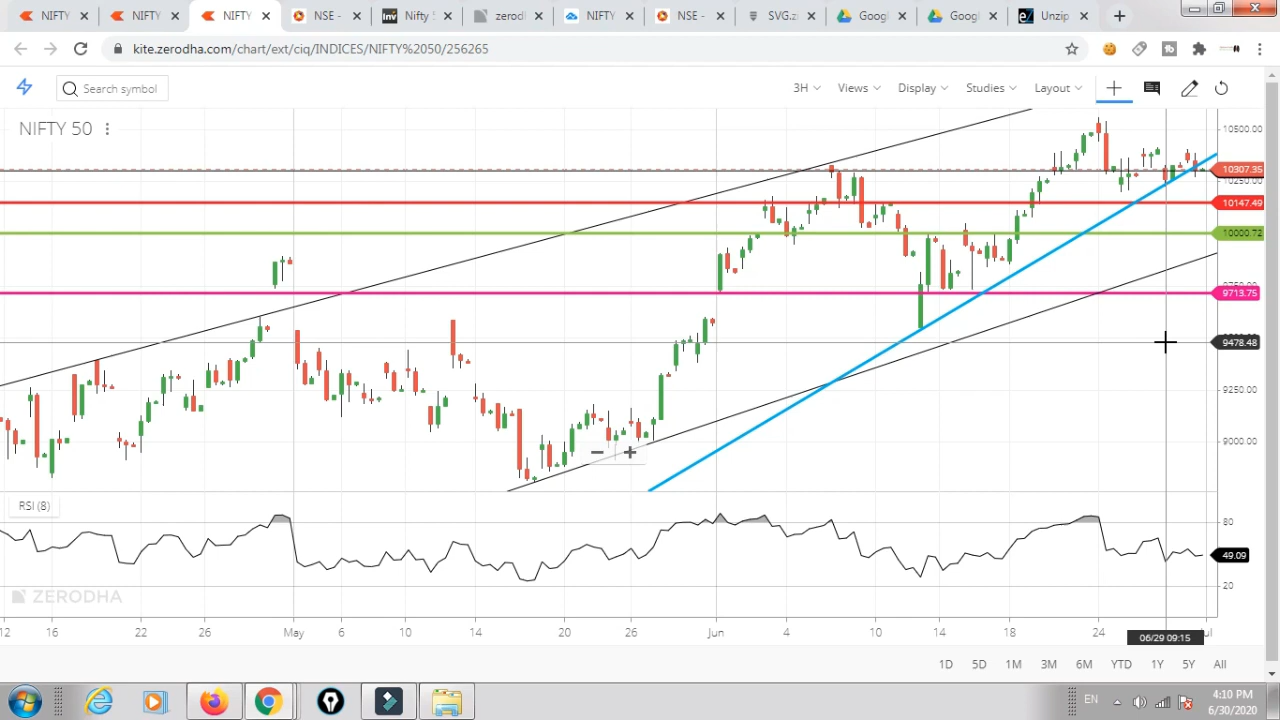 NIFTY
NIFTY
NIFTY
NSE -
Inv Nifty 5
zerod
NIFTY
NSE -
SVG.z
Googl
Googl
e/ Unzip
kite.zerodha.com/chart/ext/ciq/INDICES/NIFTY%2050/256265
Search symbol
3H
Views
Display
Studies
Layout
NIFTY 50
10500.00
10307.35
10147.49
10000.72
9713.75
9478.48
9250.00
9000.00
RSI (8)
80
49.09
20
ZERODHA
12 16 22 26 May 6 10 14 20 26 Jun 4 10 14 18 24
06/29 09:15
1D 5D 1M 3M 6M YTD 1Y 5Y All
EN
4:10 PM
6/30/2020